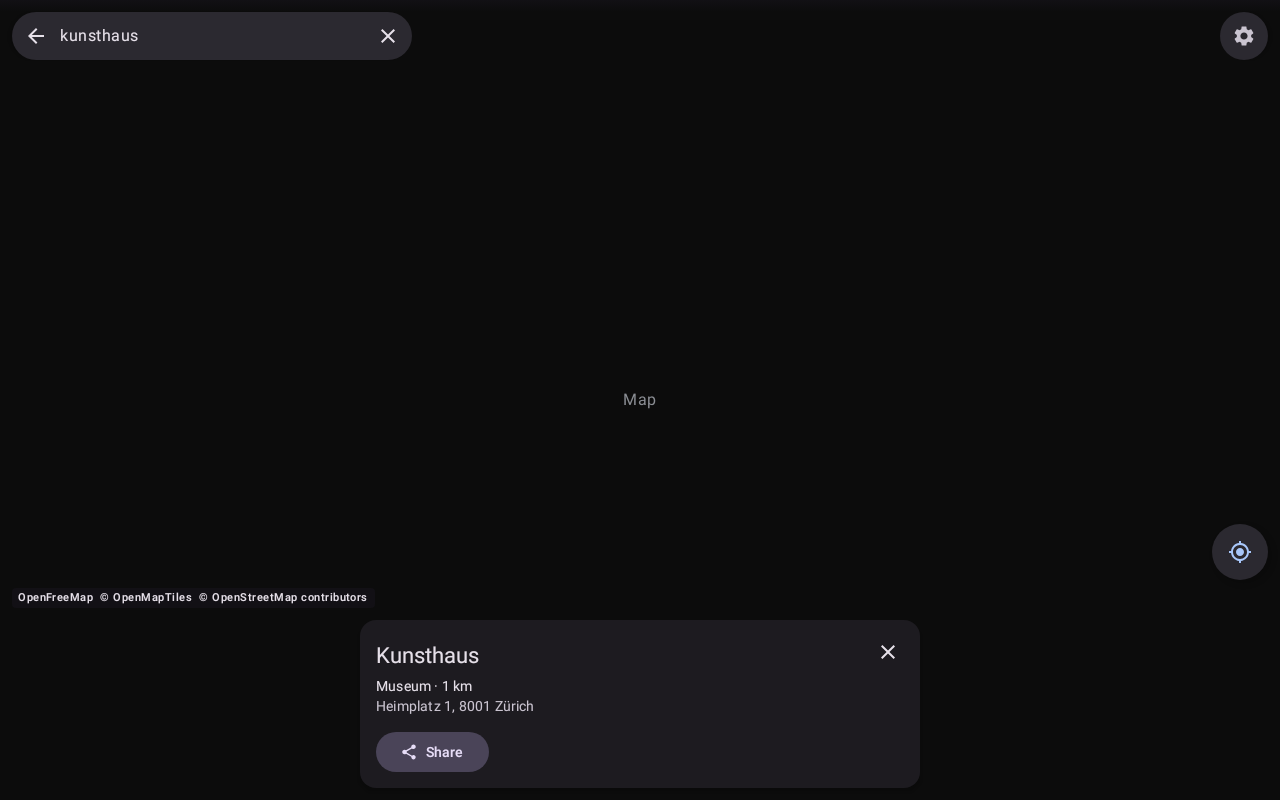 kunsthaus
Map
OpenFreeMap © OpenMapTiles © OpenStreetMap contributors
Kunsthaus
Museum · 1 km
Heimplatz 1, 8001 Zürich
Share